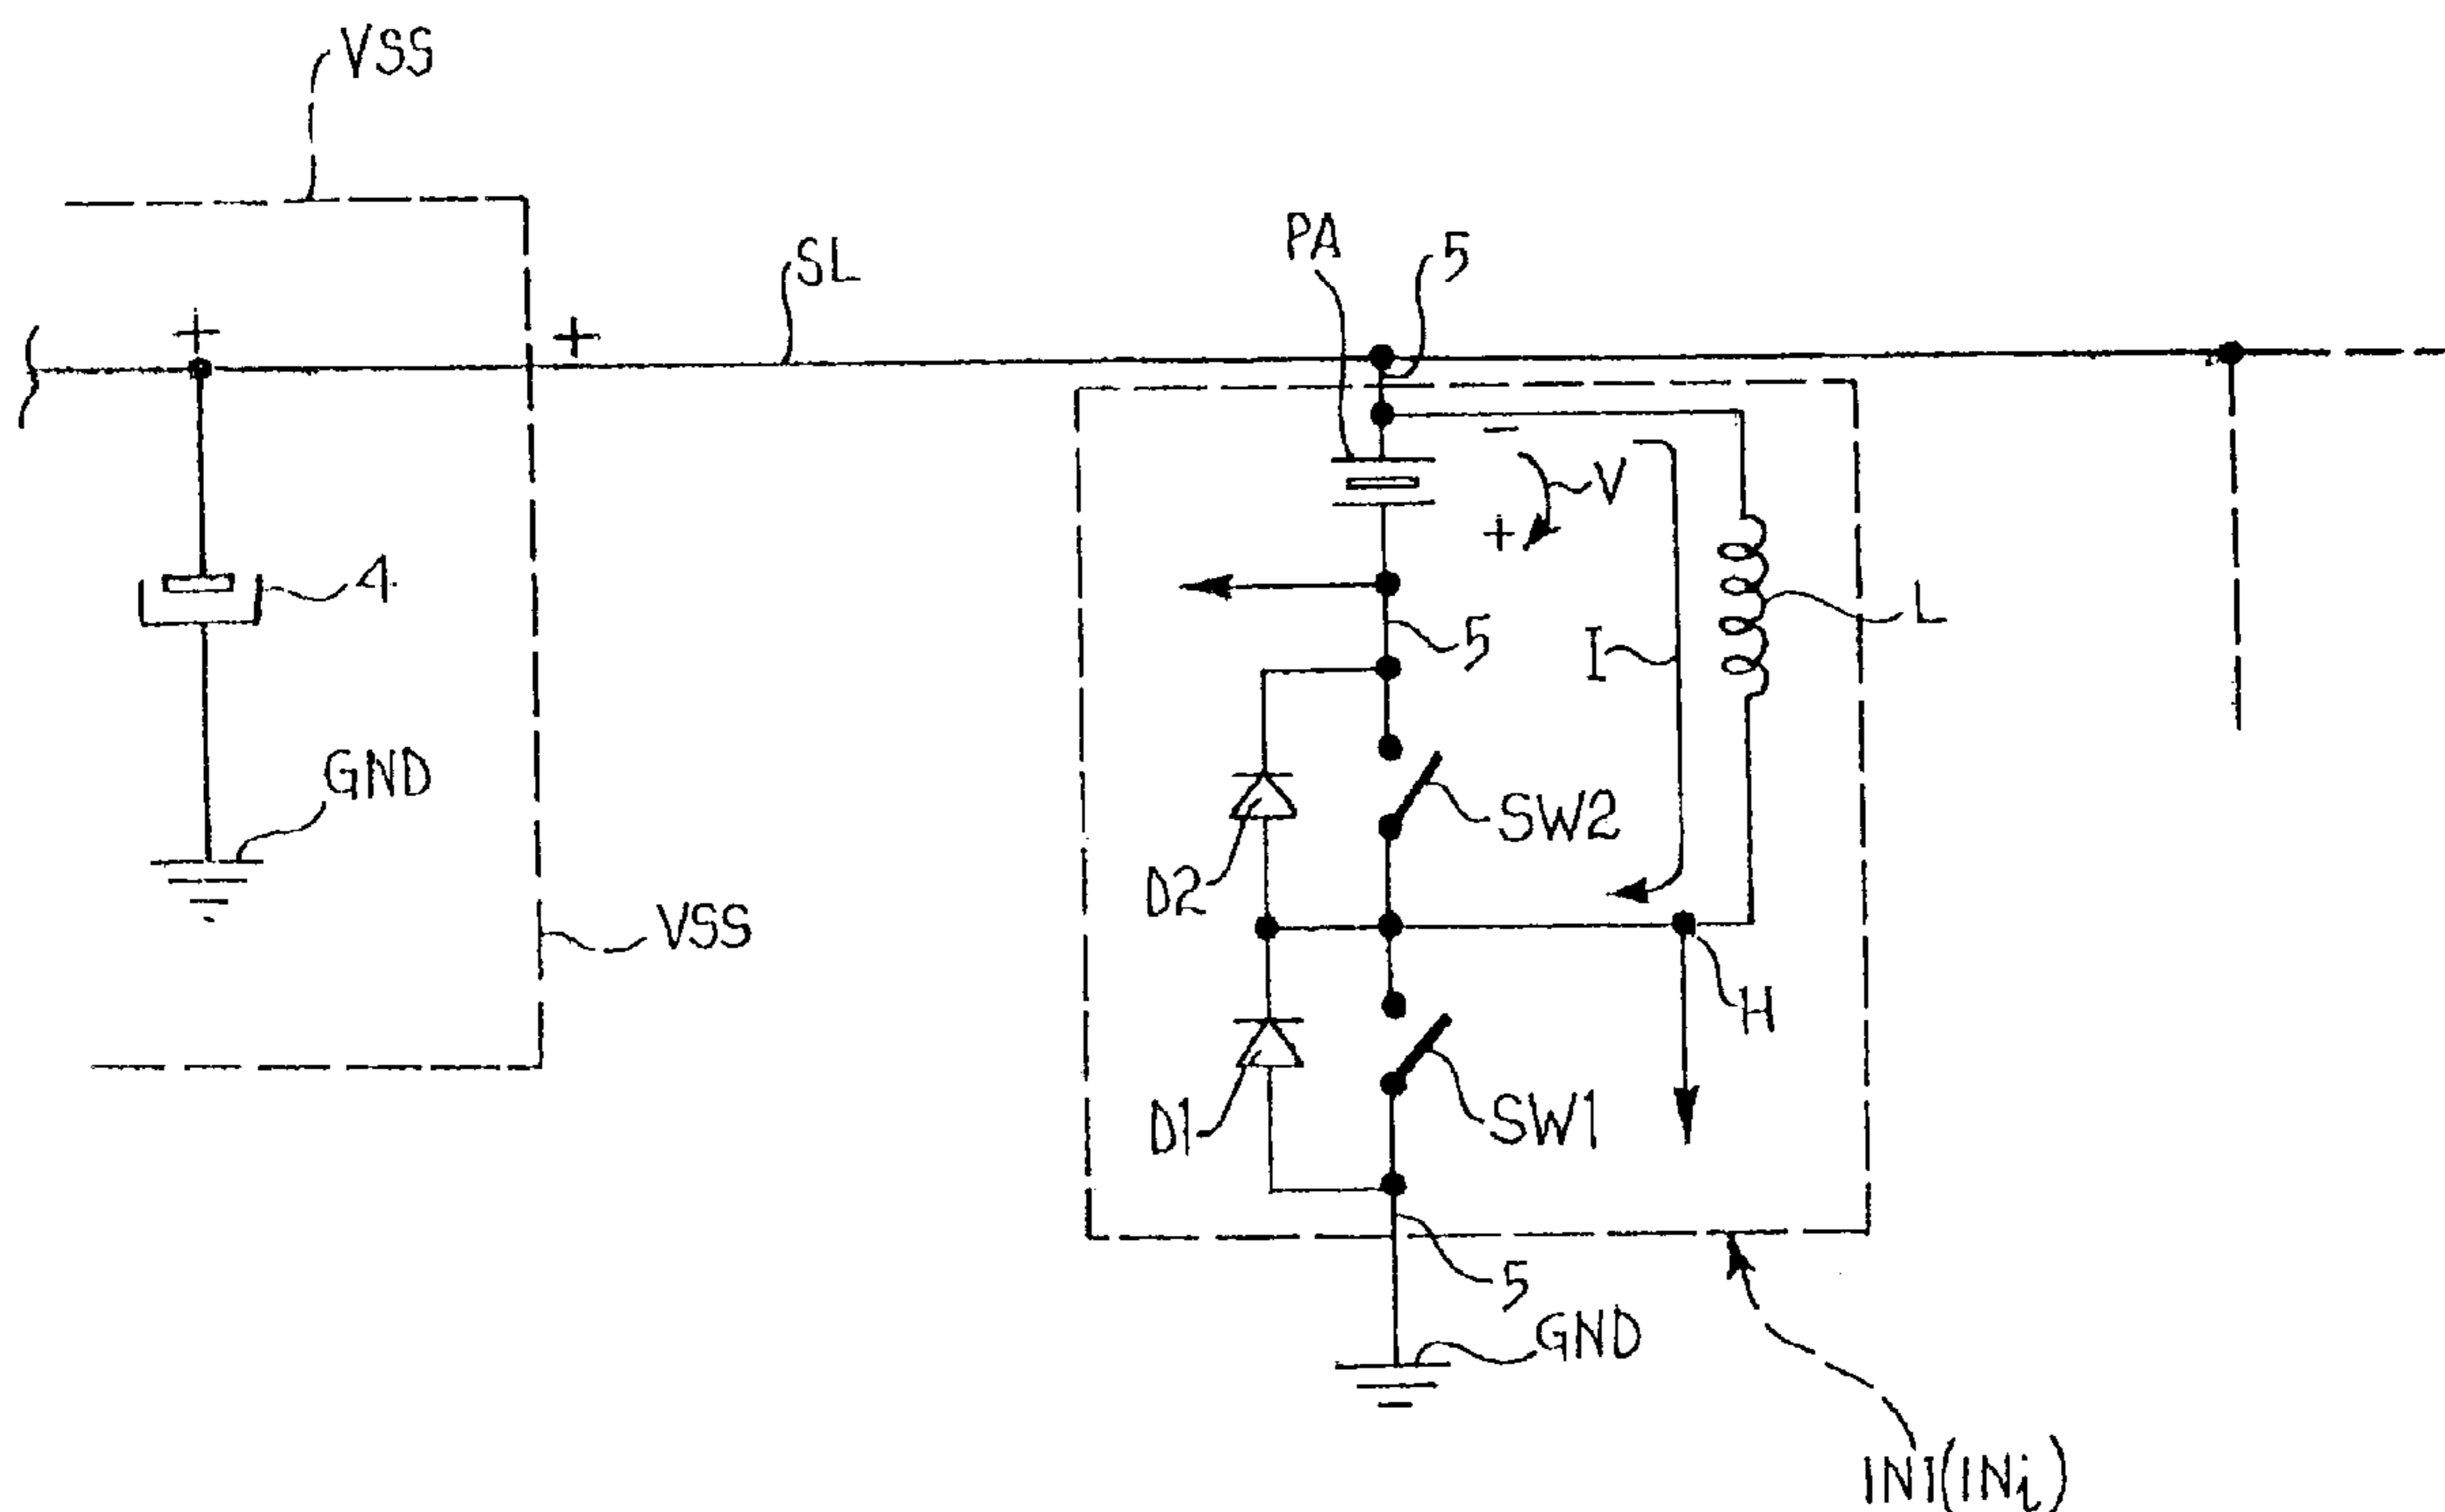 VSS
SL
PA
5
+
+
-
V
+
4
5
I
L
GND
SW2
D2
VSS
H
D1
SW1
5
GND
IN1(INi)